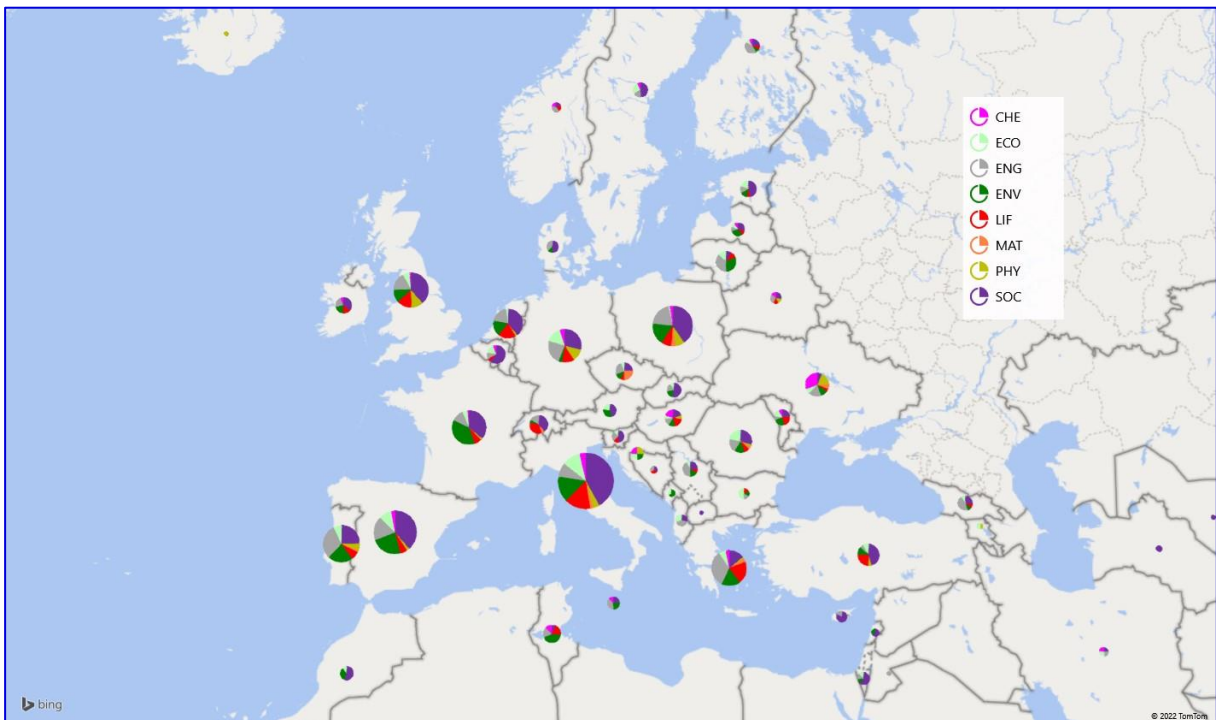 CHE
ECO
ENG
ENV
LIF
MAT
PHY
SOC
bing
© 2022 TomTom